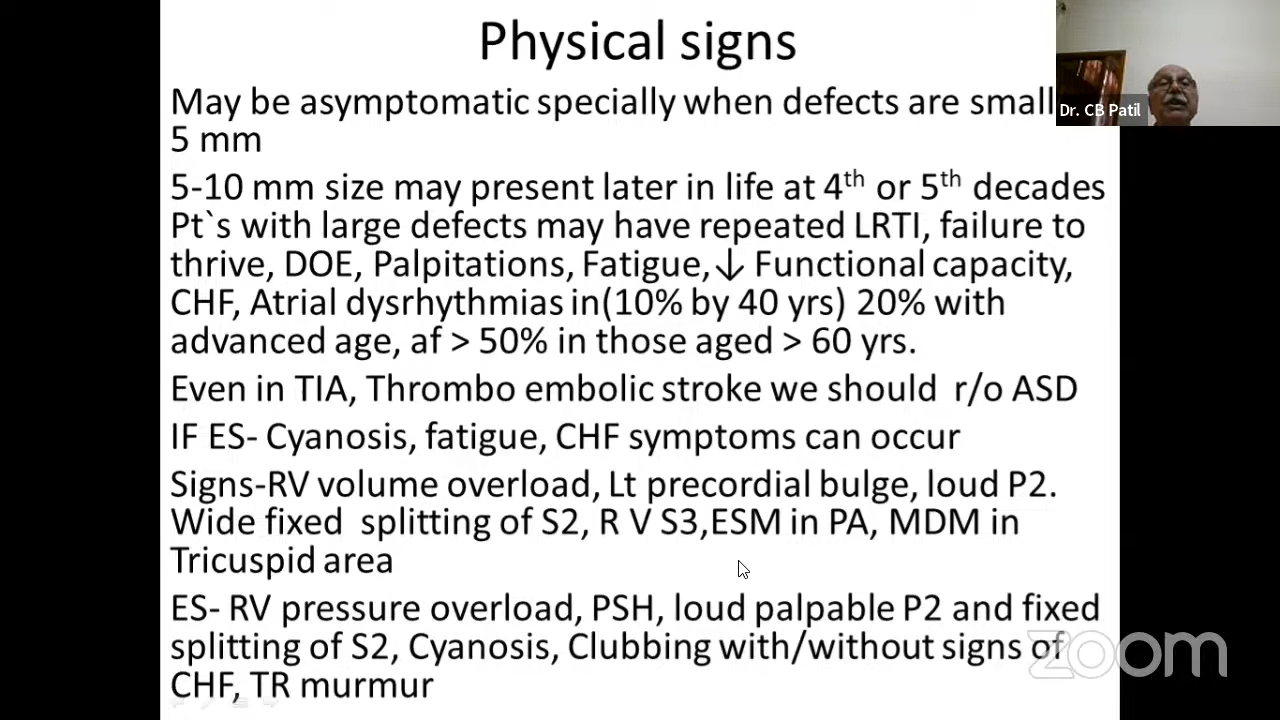 Physical signs
May be asymptomatic specially when defects are small
5 mm
5-10 mm size may present later in life at 4th or 5th decades
Pt`s with large defects may have repeated LRTI, failure to
thrive, DOE, Palpitations, Fatigue,↓ Functional capacity,
CHF, Atrial dysrhythmias in(10% by 40 yrs) 20% with
advanced age, af > 50% in those aged > 60 yrs.
Even in TIA, Thrombo embolic stroke we should r/o ASD
IF ES- Cyanosis, fatigue, CHF symptoms can occur
Signs-RV volume overload, Lt precordial bulge, loud P2.
Wide fixed splitting of S2, R V S3,ESM in PA, MDM in
Tricuspid area
ES- RV pressure overload, PSH, loud palpable P2 and fixed
splitting of S2, Cyanosis, Clubbing with/without signs of
CHF, TR murmur
Dr. CB Patil
zoom